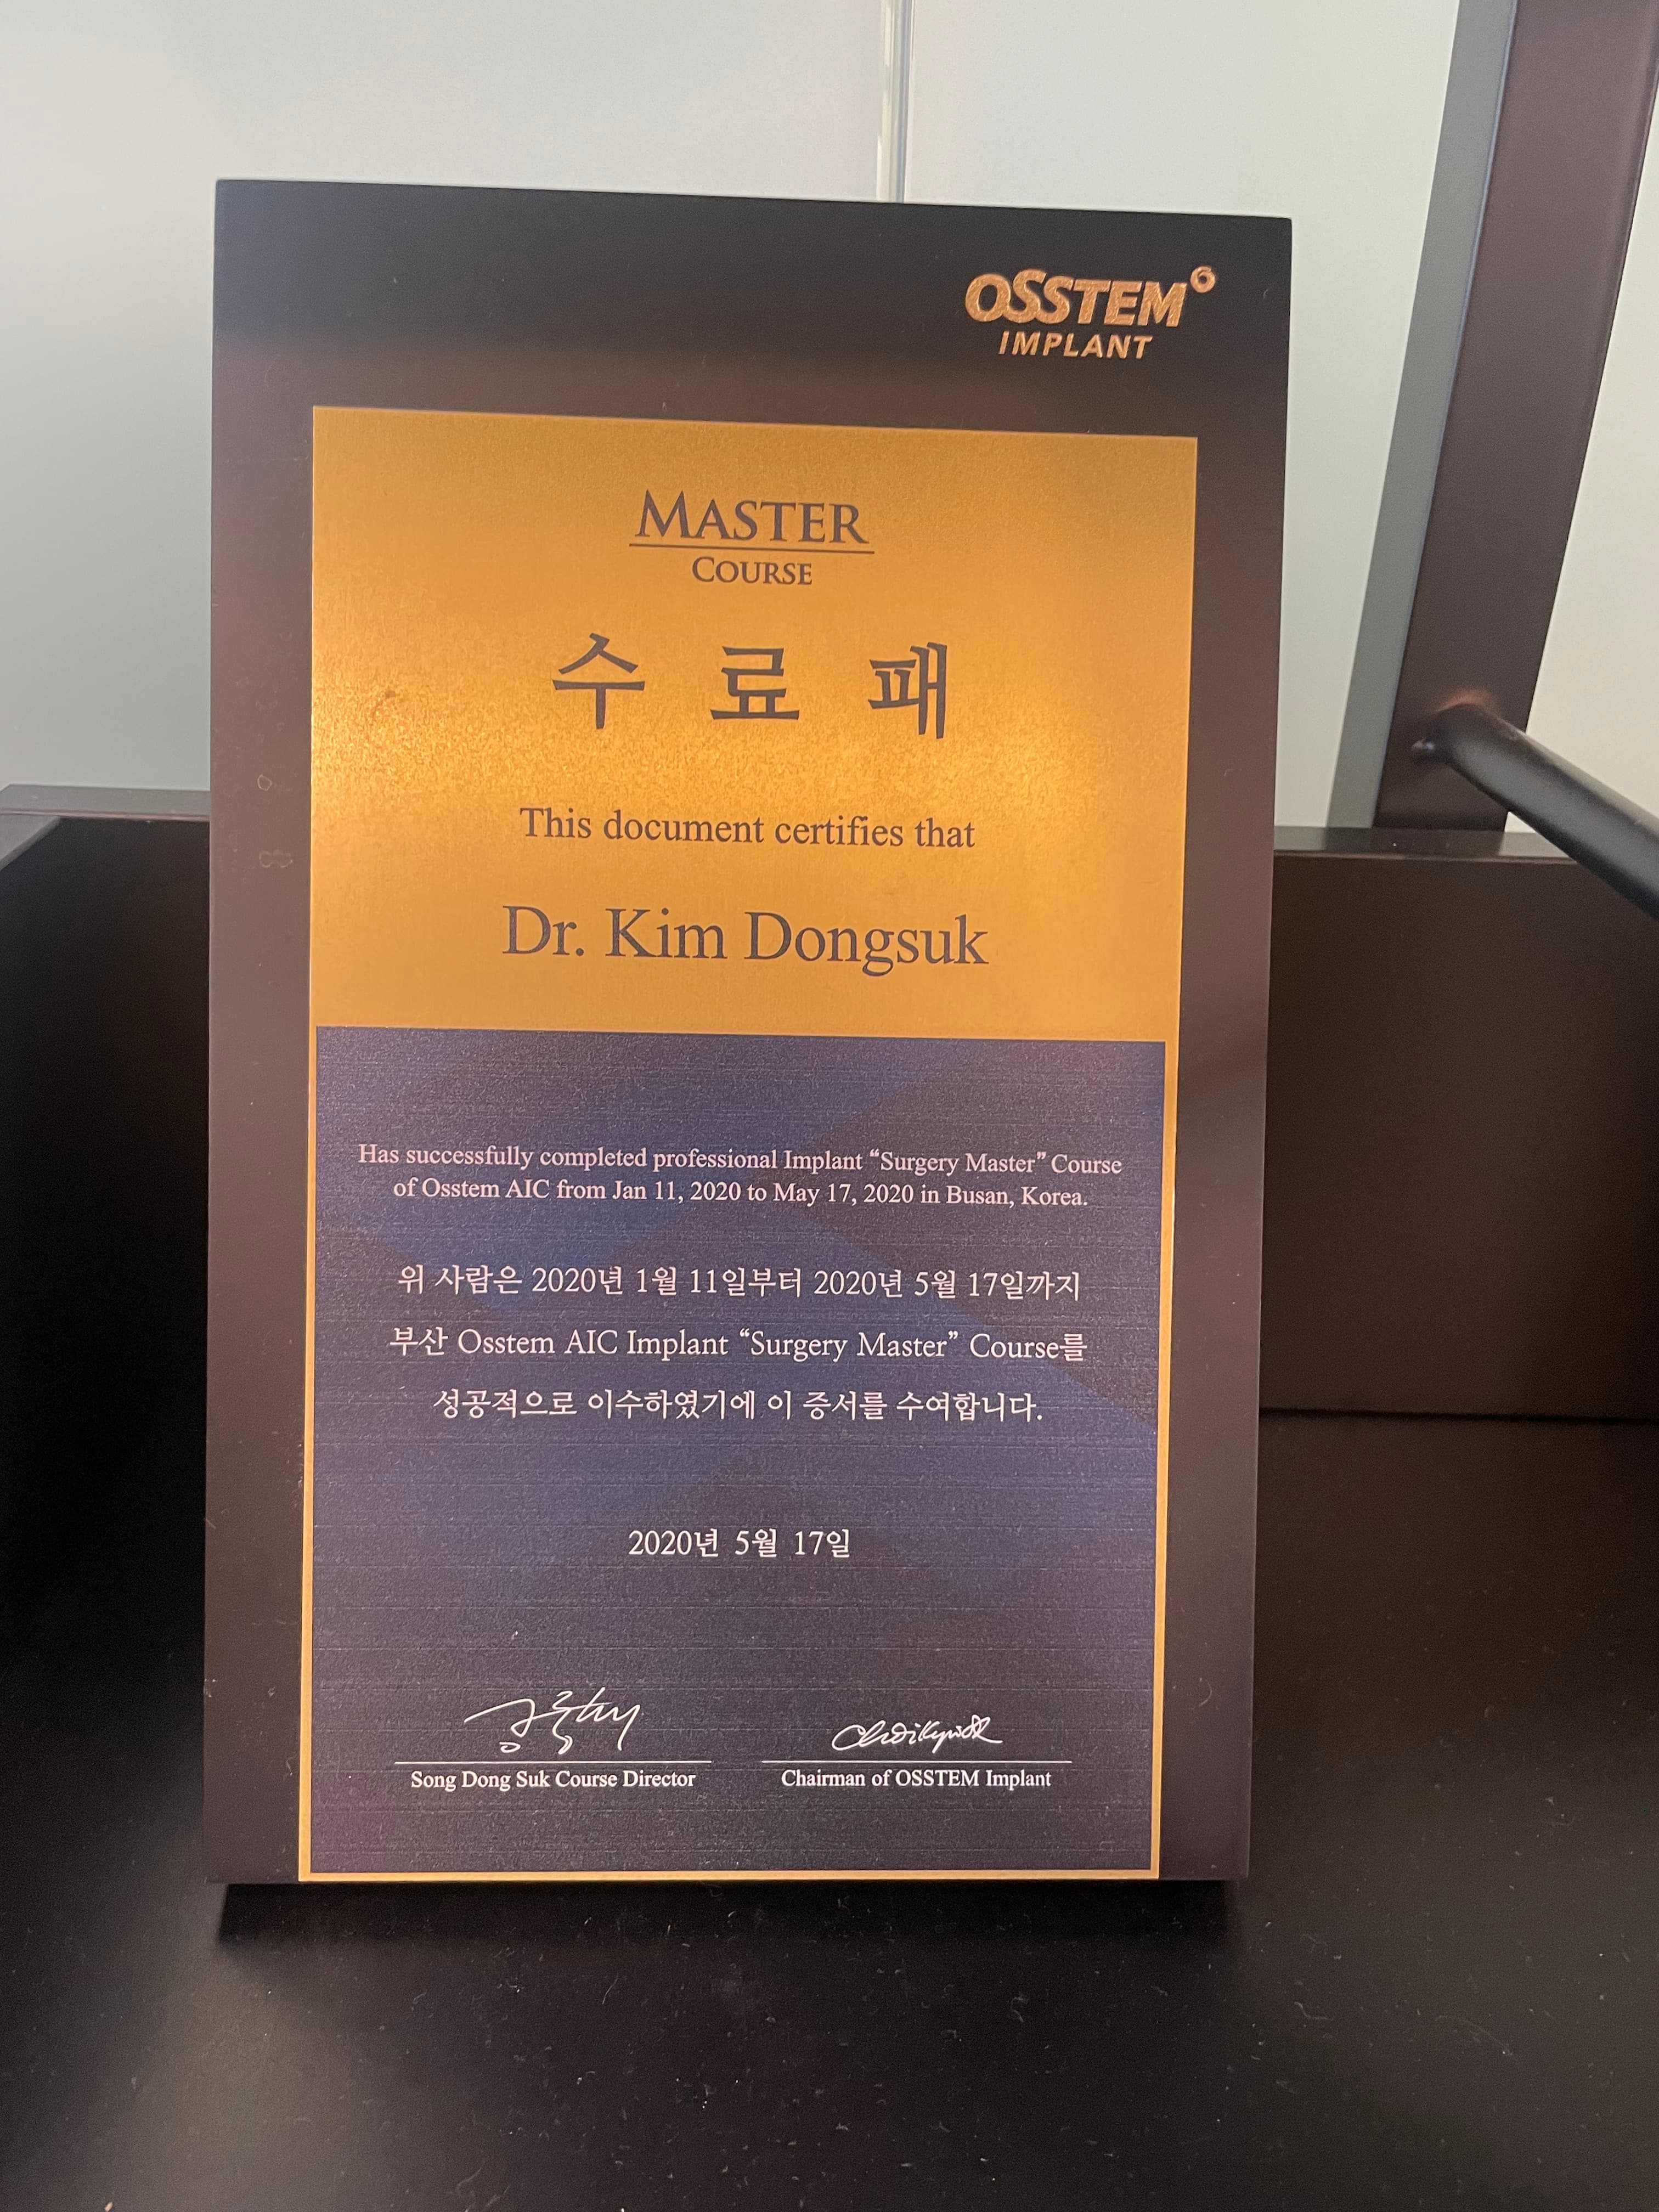 OSSTEM
IMPLANT
MASTER
COURSE
수 료 패
This document certifies that
Dr. Kim Dongsuk
Has successfully completed professional Implant “Surgery Master” Course
of Osstem AIC from Jan 11, 2020 to May 17, 2020 in Busan, Korea.
위 사람은 2020년 1월 11일부터 2020년 5월 17일까지
부산 Osstem AIC Implant “Surgery Master” Course를
성공적으로 이수하였기에 이 증서를 수여합니다.
2020년 5월 17일
Song Dong Suk Course Director
Chairman of OSSTEM Implant